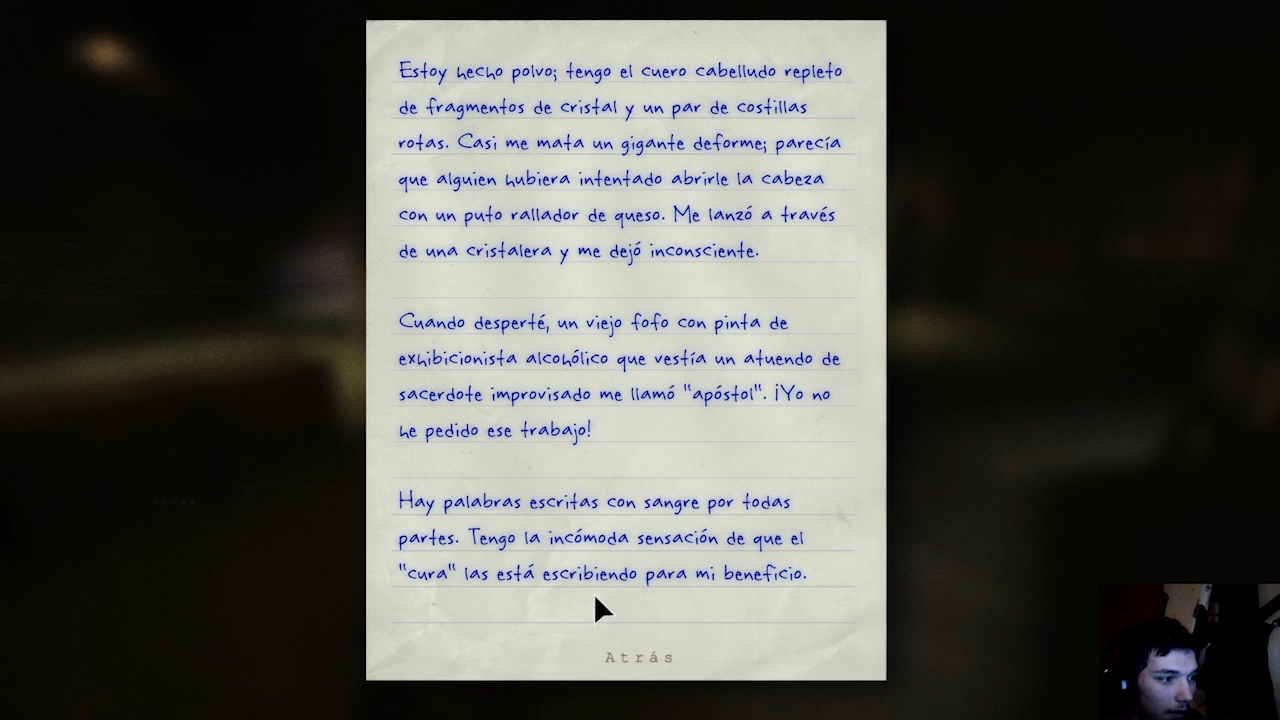 Estoy hecho polvo; tengo el cuero cabelludo repleto
de fragmentos de cristal y un par de costillas
rotas. Casi me mata un gigante deforme; parecía
que alguien hubiera intentado abrirle la cabeza
con un puto rallador de queso. Me lanzó a través
de una cristalera y me dejó inconsciente.
Cuando desperté, un viejo fofo con pinta de
exhibicionista alcohólico que vestía un atuendo de
sacerdote improvisado me llamó "apóstol". ¡Yo no
he pedido ese trabajo!
Hay palabras escritas con sangre por todas
partes. Tengo la incómoda sensación de que el
"cura" las está escribiendo para mi beneficio.
Atrás